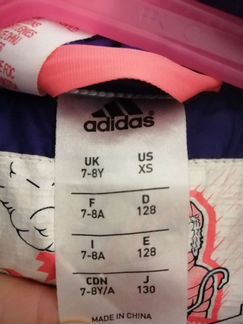 adidas
UK US
7-8Y XS
F D
7-8A 128
I E
7-8A 128
CDN J
7-8Y/A 130
MADE IN CHINA